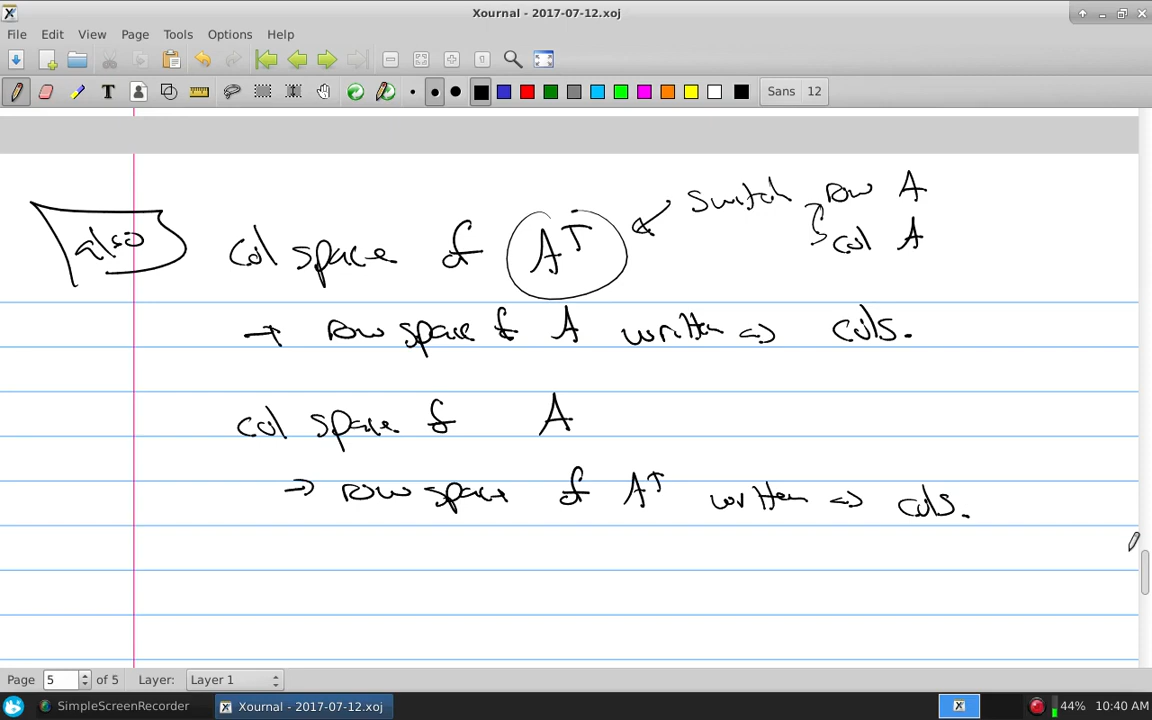 Xournal - 2017-07-12.xoj
File Edit View Page Tools Options Help
Sans 12
also
col space of Aᵀ
switch row A
col A
→ row space of A written as cols.
col space of A
→ row space of Aᵀ written as cols.
Page 5 of 5 Layer: Layer 1
SimpleScreenRecorder Xournal - 2017-07-12.xoj 44% 10:40 AM